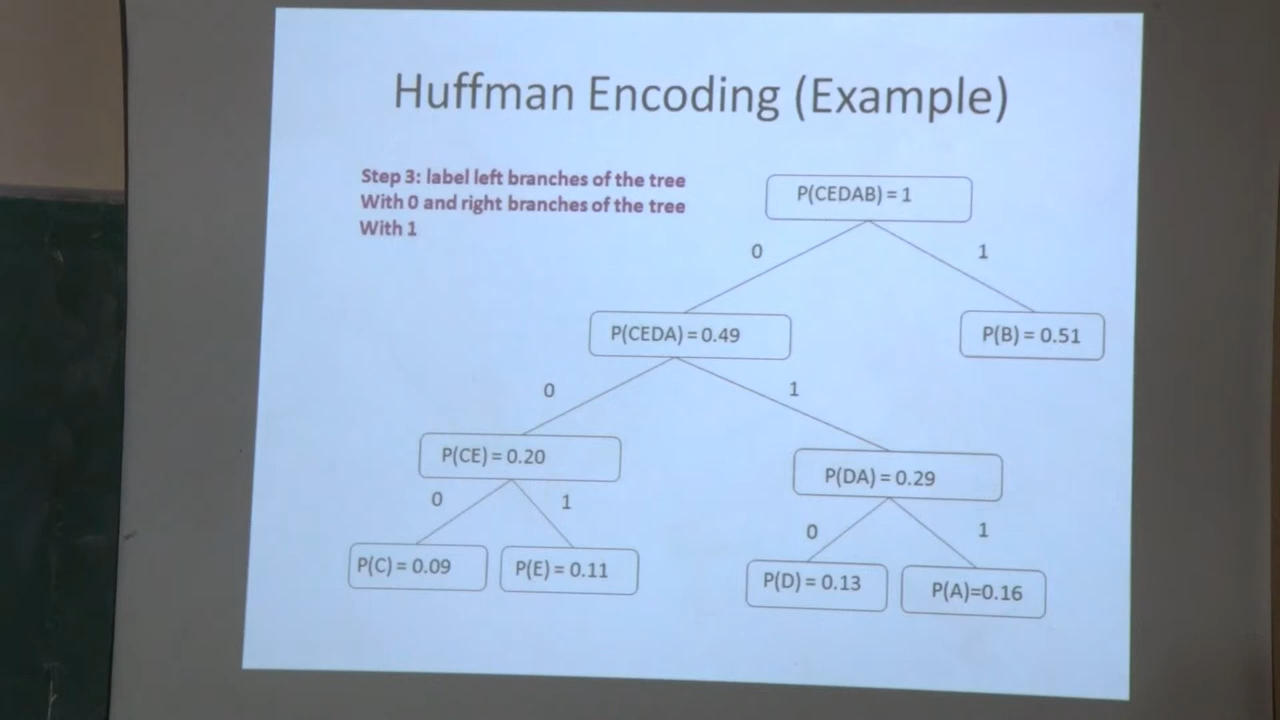 Huffman Encoding (Example)
Step 3: label left branches of the tree
With 0 and right branches of the tree
With 1
P(CEDAB) = 1
0
1
P(CEDA) = 0.49
P(B) = 0.51
0
1
P(CE) = 0.20
P(DA) = 0.29
0
1
0
1
P(C) = 0.09
P(E) = 0.11
P(D) = 0.13
P(A)=0.16